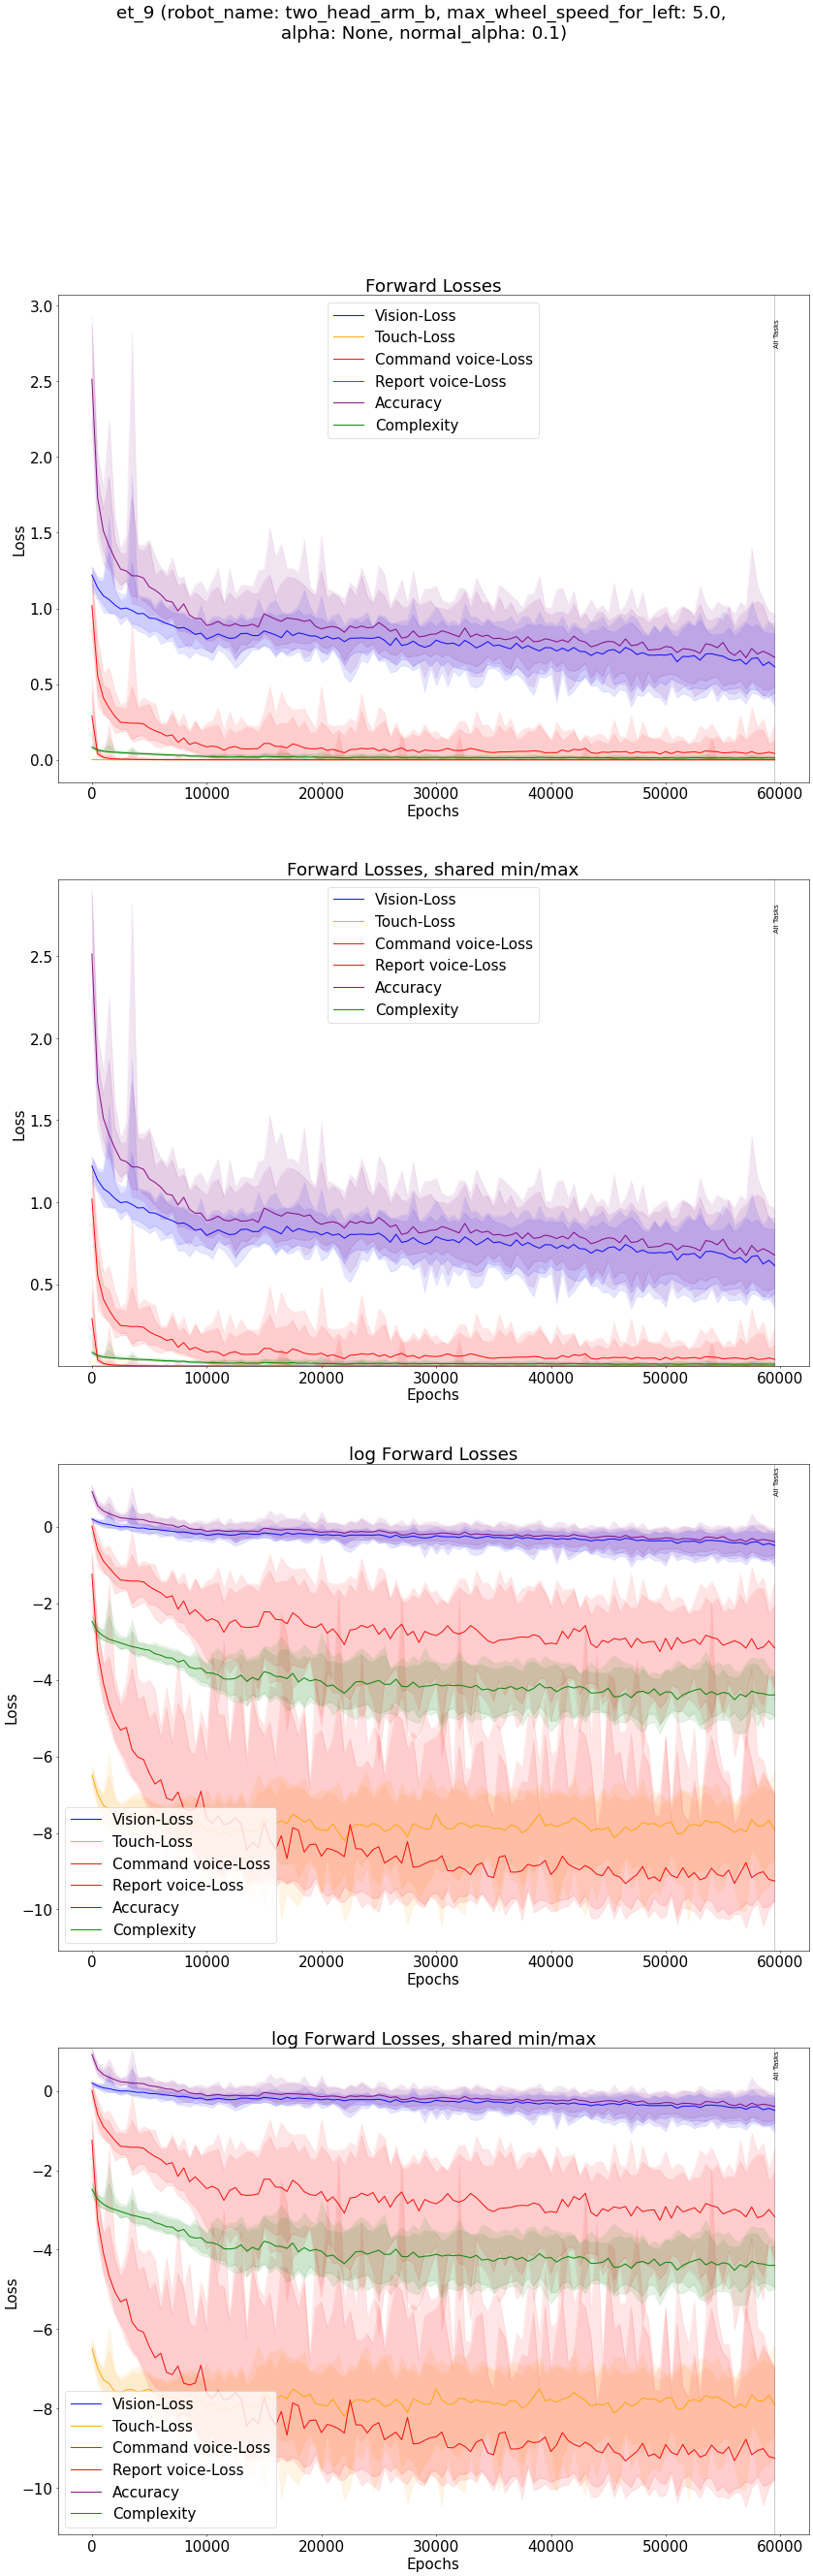 et_9 (robot_name: two_head_arm_b, max_wheel_speed_for_left: 5.0,
alpha: None, normal_alpha: 0.1)
Forward Losses
Vision-Loss
Touch-Loss
Command voice-Loss
Report voice-Loss
Accuracy
Complexity
All Tasks
3.0
2.5
2.0
1.5
1.0
0.5
0.0
Loss
0 10000 20000 30000 40000 50000 60000
Epochs
Forward Losses, shared min/max
Vision-Loss
Touch-Loss
Command voice-Loss
Report voice-Loss
Accuracy
Complexity
All Tasks
2.5
2.0
1.5
1.0
0.5
Loss
0 10000 20000 30000 40000 50000 60000
Epochs
log Forward Losses
All Tasks
0
−2
−4
−6
−8
−10
Loss
Vision-Loss
Touch-Loss
Command voice-Loss
Report voice-Loss
Accuracy
Complexity
0 10000 20000 30000 40000 50000 60000
Epochs
log Forward Losses, shared min/max
All Tasks
0
−2
−4
−6
−8
−10
Loss
Vision-Loss
Touch-Loss
Command voice-Loss
Report voice-Loss
Accuracy
Complexity
0 10000 20000 30000 40000 50000 60000
Epochs